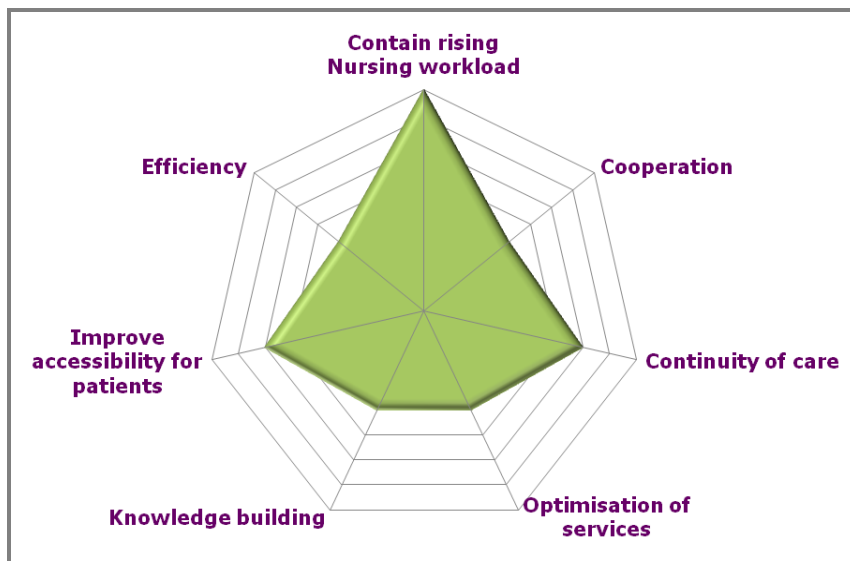 Contain rising
Nursing workload
Efficiency
Cooperation
Improve
accessibility for
patients
Continuity of care
Knowledge building
Optimisation of
services